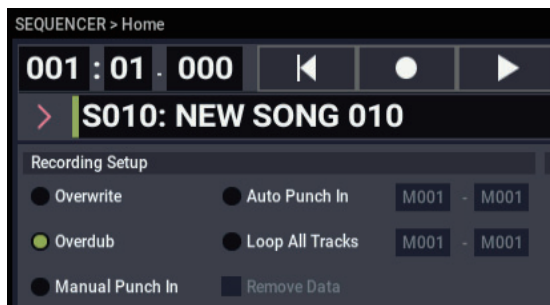 SEQUENCER > Home
001 : 01 . 000
S010: NEW SONG 010
Recording Setup
Overwrite Auto Punch In M001 - M001
Overdub Loop All Tracks M001 - M001
Manual Punch In Remove Data